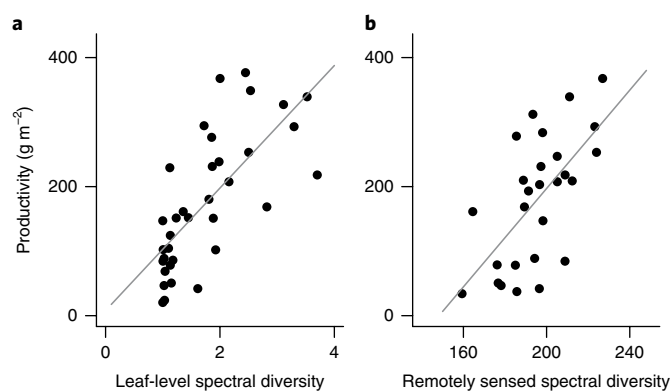 a
b
400
200
0
Productivity (g m−2)
0
2
4
Leaf-level spectral diversity
400
200
0
160
200
240
Remotely sensed spectral diversity